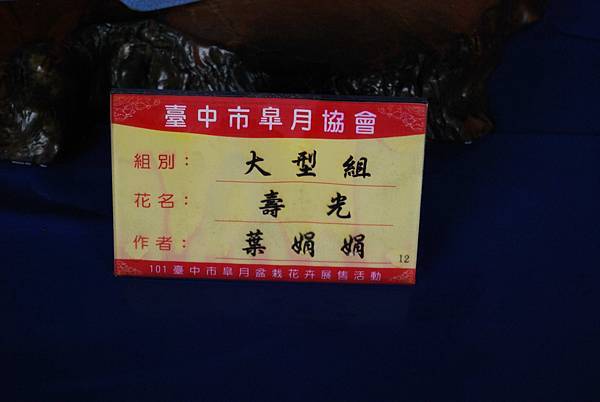 臺中市皐月協會
組別： 大型組
花名： 壽光
作者： 葉娟娟
12
101臺中市皐月盆栽花卉展售活動